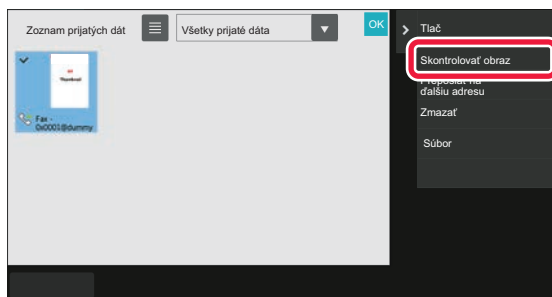 Zoznam prijatých dát
Všetky prijaté dáta
OK
Tlač
Skontrolovať obraz
Preposlať na
ďalšiu adresu
Zmazať
Súbor
Thumbnail
Fax -
0x0001@dummy